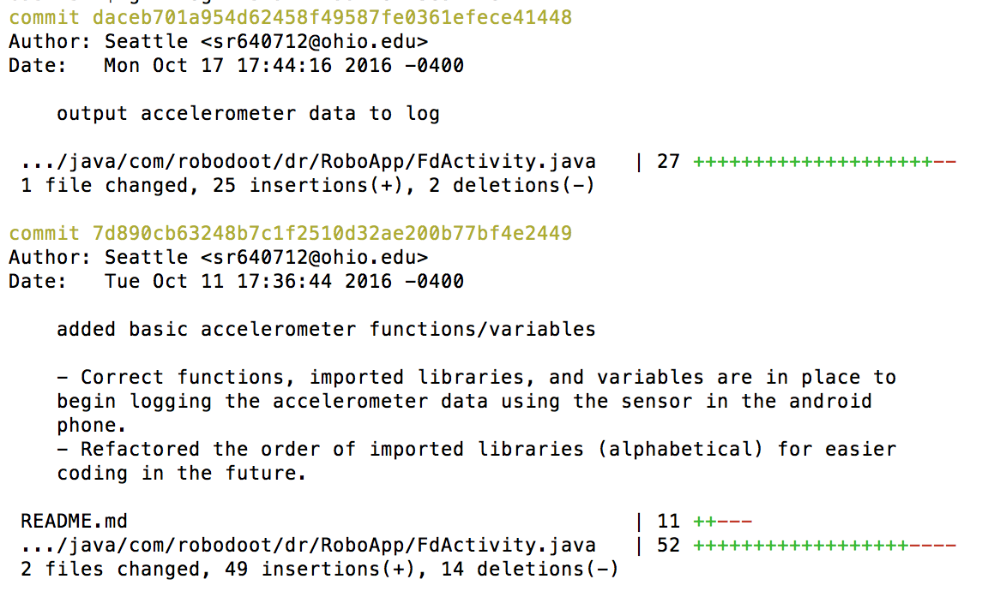 commit daceb701a954d62458f49587fe0361efece41448
Author: Seattle <sr640712@ohio.edu>
Date:   Mon Oct 17 17:44:16 2016 -0400
output accelerometer data to log
.../java/com/robodoot/dr/RoboApp/FdActivity.java   | 27 ++++++++++++++++++++--
1 file changed, 25 insertions(+), 2 deletions(-)
commit 7d890cb63248b7c1f2510d32ae200b77bf4e2449
Author: Seattle <sr640712@ohio.edu>
Date:   Tue Oct 11 17:36:44 2016 -0400
added basic accelerometer functions/variables
- Correct functions, imported libraries, and variables are in place to
begin logging the accelerometer data using the sensor in the android
phone.
- Refactored the order of imported libraries (alphabetical) for easier
coding in the future.
README.md                                          | 11 ++---
.../java/com/robodoot/dr/RoboApp/FdActivity.java   | 52 ++++++++++++++++++----
2 files changed, 49 insertions(+), 14 deletions(-)